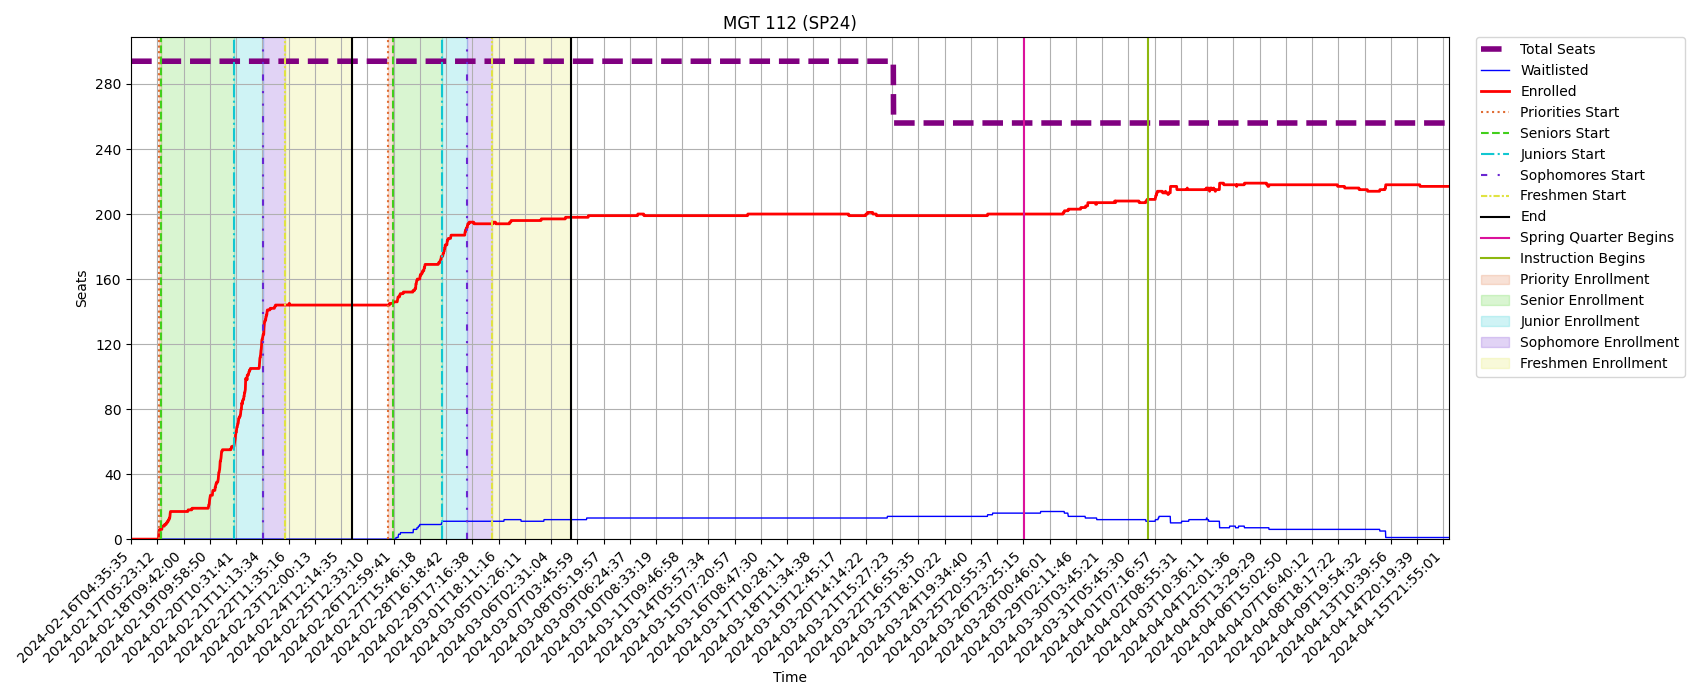 MGT 112 (SP24)
Seats
280
240
200
160
120
80
40
0
2024-02-16T04:35:35
2024-02-17T05:23:12
2024-02-18T09:42:00
2024-02-19T09:58:50
2024-02-20T10:31:41
2024-02-21T11:13:34
2024-02-22T11:35:16
2024-02-23T12:00:13
2024-02-24T12:14:35
2024-02-25T12:33:10
2024-02-26T12:59:41
2024-02-27T15:46:18
2024-02-28T16:18:42
2024-02-29T17:16:38
2024-03-01T18:11:16
2024-03-05T01:26:11
2024-03-06T02:31:04
2024-03-07T03:45:59
2024-03-08T05:19:57
2024-03-09T06:24:37
2024-03-10T08:33:19
2024-03-11T09:46:58
2024-03-14T05:57:34
2024-03-15T07:20:57
2024-03-16T08:47:30
2024-03-17T10:28:11
2024-03-18T11:34:38
2024-03-19T12:45:17
2024-03-20T14:14:22
2024-03-21T15:27:23
2024-03-22T16:55:35
2024-03-23T18:10:22
2024-03-24T19:34:40
2024-03-25T20:55:37
2024-03-26T23:25:15
2024-03-28T00:46:01
2024-03-29T02:11:46
2024-03-30T03:45:21
2024-03-31T05:45:30
2024-04-01T07:16:57
2024-04-02T08:55:31
2024-04-03T10:36:11
2024-04-04T12:01:36
2024-04-05T13:29:29
2024-04-06T15:02:50
2024-04-07T16:40:12
2024-04-08T18:17:22
2024-04-09T19:54:32
2024-04-13T10:39:56
2024-04-14T20:19:39
2024-04-15T21:55:01
Time
Total Seats
Waitlisted
Enrolled
Priorities Start
Seniors Start
Juniors Start
Sophomores Start
Freshmen Start
End
Spring Quarter Begins
Instruction Begins
Priority Enrollment
Senior Enrollment
Junior Enrollment
Sophomore Enrollment
Freshmen Enrollment